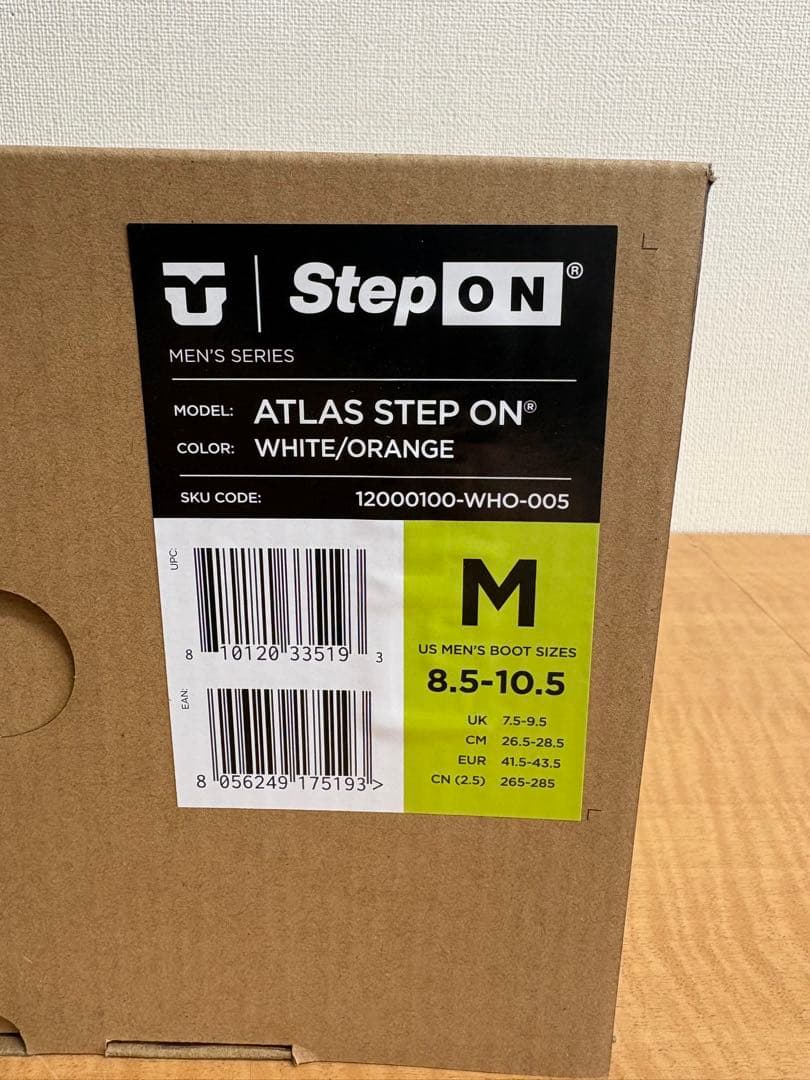 Step ON®
MEN'S SERIES
MODEL: ATLAS STEP ON®
COLOR: WHITE/ORANGE
SKU CODE: 12000100-WHO-005
UPC:
8 10120 33519 3
EAN:
8 056249 175193 >
M
US MEN'S BOOT SIZES
8.5-10.5
UK 7.5-9.5
CM 26.5-28.5
EUR 41.5-43.5
CN (2.5) 265-285